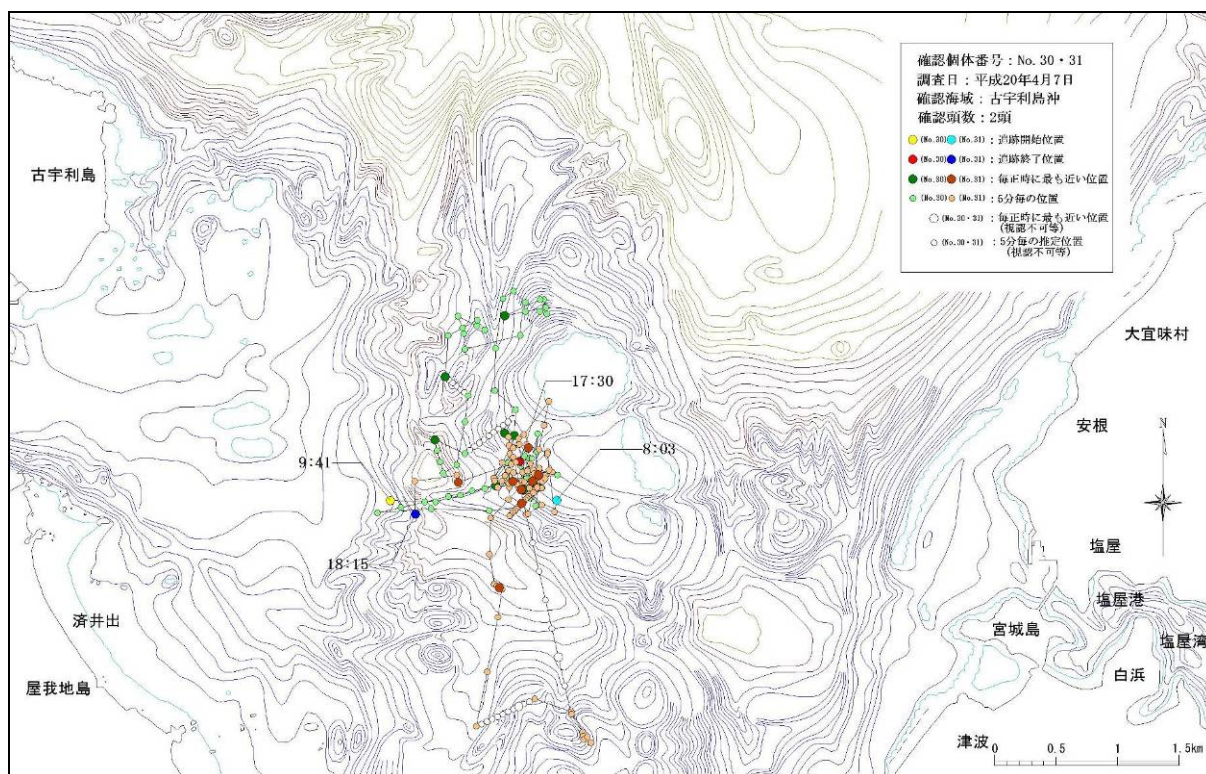 確認個体番号：No.30・31
調査日：平成20年4月7日
確認海域：古宇利島沖
確認頭数：2頭
(No.30) (No.31)：追跡開始位置
(No.30) (No.31)：追跡終了位置
(No.30) (No.31)：毎正時に最も近い位置
(No.30) (No.31)：5分毎の位置
(No.30・31)：毎正時に最も近い位置
(視認不可等)
(No.30・31)：5分毎の推定位置
(視認不可等)
古宇利島
大宜味村
17:30
安根
N
9:41
8:03
塩屋
18:15
塩屋港
済井出
宮城島
塩屋湾
白浜
屋我地島
津波
0 0.5 1 1.5km